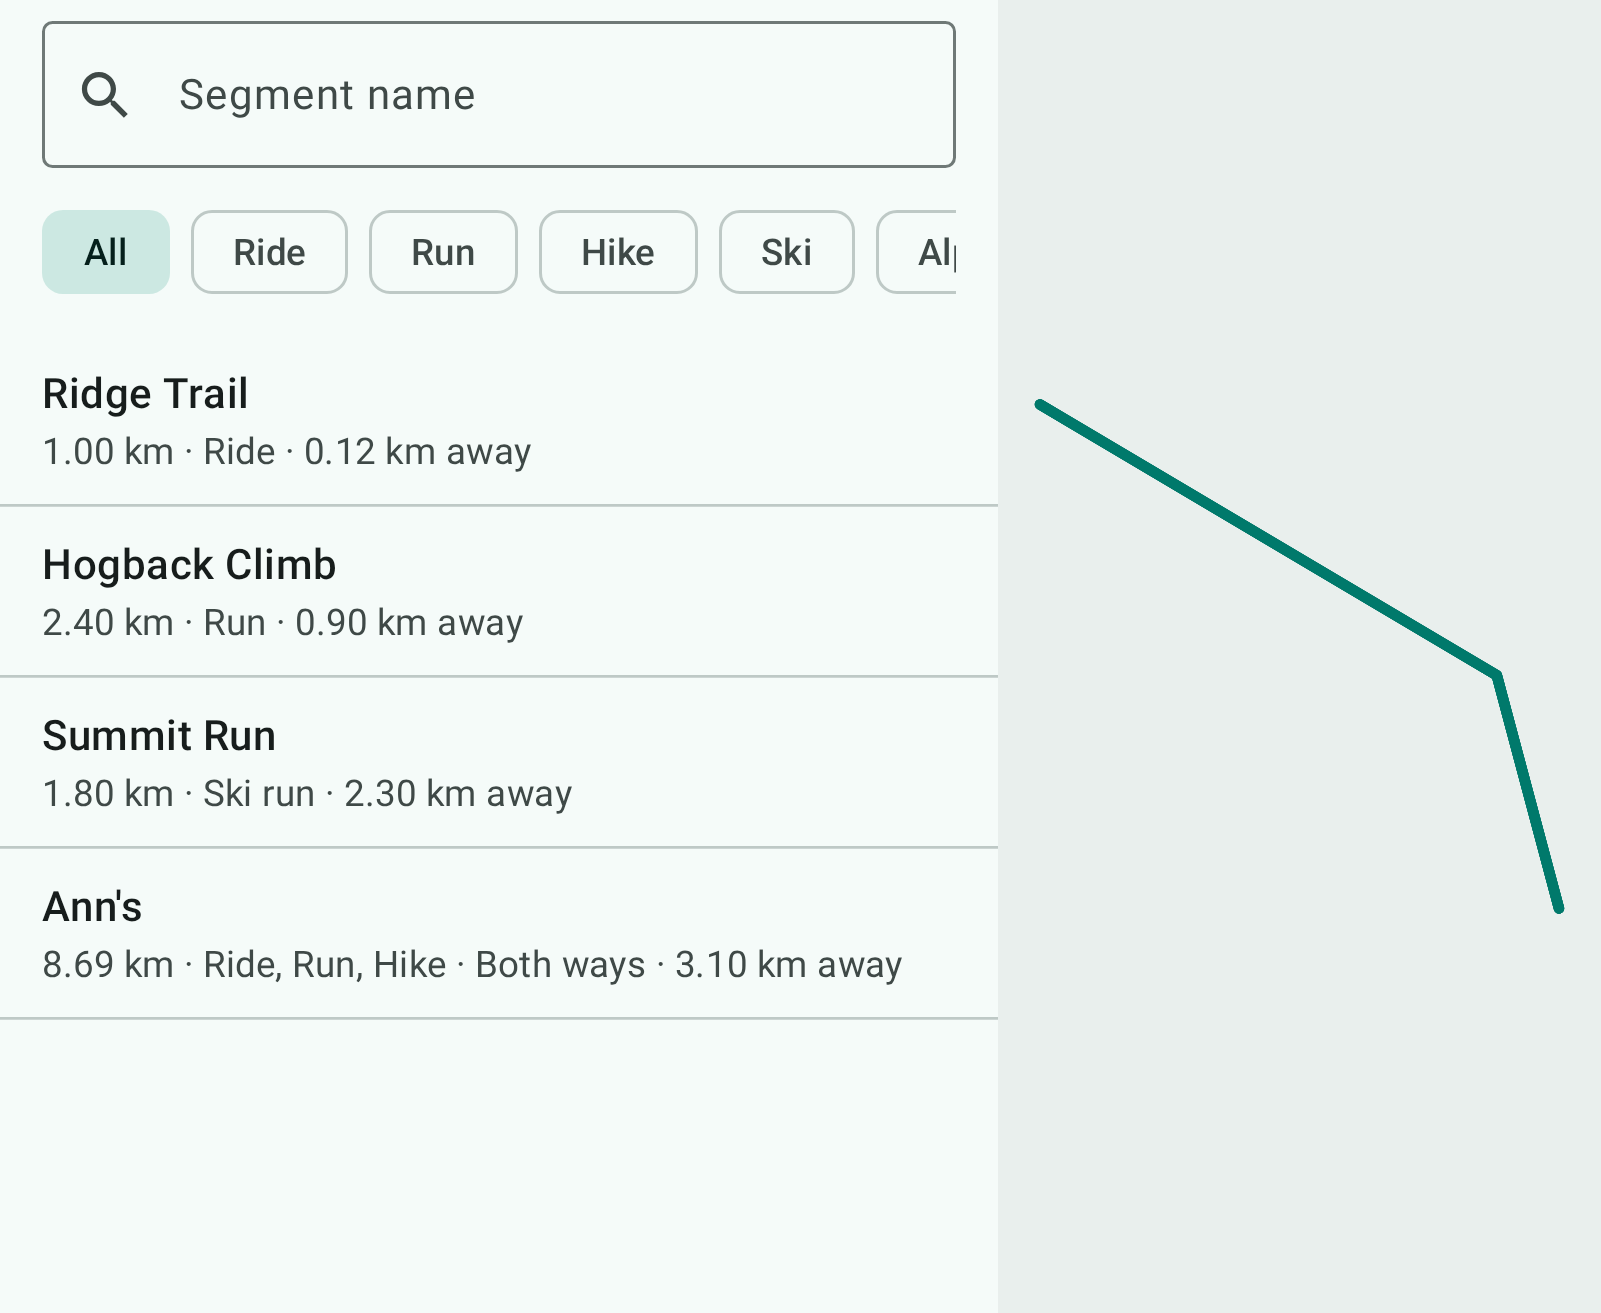 Segment name
All Ride Run Hike Ski
Ridge Trail
1.00 km · Ride · 0.12 km away
Hogback Climb
2.40 km · Run · 0.90 km away
Summit Run
1.80 km · Ski run · 2.30 km away
Ann's
8.69 km · Ride, Run, Hike · Both ways · 3.10 km away